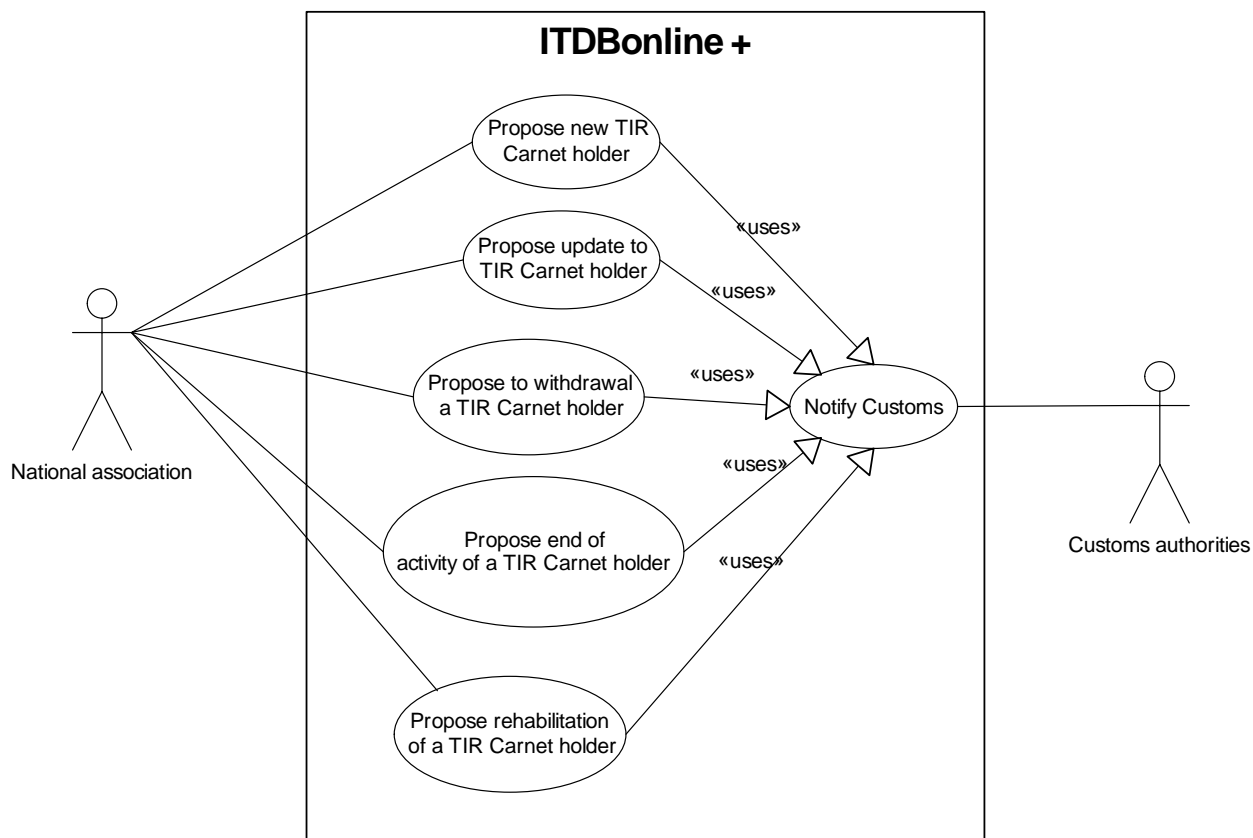 ITDBonline +
Propose new TIR
Carnet holder
«uses»
Propose update to
TIR Carnet holder
«uses»
Propose to withdrawal
a TIR Carnet holder
«uses»
Notify Customs
National association
«uses»
Propose end of
activity of a TIR Carnet holder
Customs authorities
«uses»
Propose rehabilitation
of a TIR Carnet holder